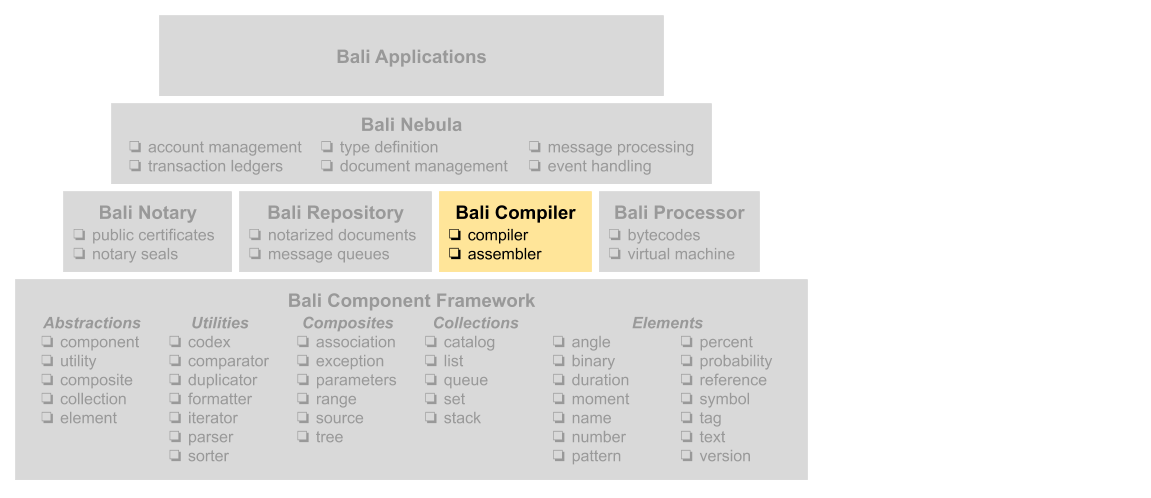 Bali Applications
Bali Nebula
❏ account management ❏ type definition ❏ message processing
❏ transaction ledgers ❏ document management ❏ event handling
Bali Notary
❏ public certificates
❏ notary seals
Bali Repository
❏ notarized documents
❏ message queues
Bali Compiler
❏ compiler
❏ assembler
Bali Processor
❏ bytecodes
❏ virtual machine
Bali Component Framework
Abstractions
❏ component
❏ utility
❏ composite
❏ collection
❏ element
Utilities
❏ codex
❏ comparator
❏ duplicator
❏ formatter
❏ iterator
❏ parser
❏ sorter
Composites
❏ association
❏ exception
❏ parameters
❏ range
❏ source
❏ tree
Collections
❏ catalog
❏ list
❏ queue
❏ set
❏ stack
Elements
❏ angle
❏ binary
❏ duration
❏ moment
❏ name
❏ number
❏ pattern
❏ percent
❏ probability
❏ reference
❏ symbol
❏ tag
❏ text
❏ version